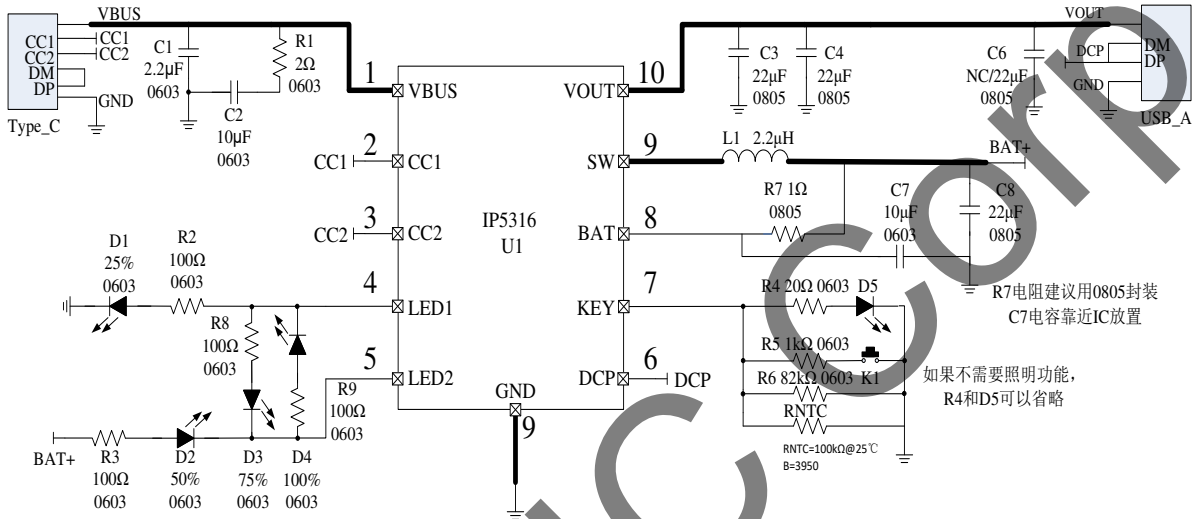 VBUS
CC1
CC1
CC2
CC2
DM
DP
GND
Type_C
C1
2.2μF
0603
R1
2Ω
0603
C2
10μF
0603
1
VBUS
2
CC1
CC1
3
CC2
CC2
4
LED1
5
LED2
IP5316
U1
GND
9
10
VOUT
9
SW
8
BAT
7
KEY
6
DCP
DCP
VOUT
DCP
DM
DP
GND
USB_A
C3
22μF
0805
C4
22μF
0805
C6
NC/22μF
0805
L1 2.2μH
BAT+
R7 1Ω
0805
C7
10μF
0603
C8
22μF
0805
R7电阻建议用0805封装
C7电容靠近IC放置
R4 20Ω 0603
D5
R5 1kΩ 0603
K1
R6 82kΩ 0603
RNTC
RNTC=100kΩ@25℃
B=3950
如果不需要照明功能，
R4和D5可以省略
D1
25%
0603
R2
100Ω
0603
R8
100Ω
0603
R9
100Ω
0603
BAT+
R3
100Ω
0603
D2
50%
0603
D3
75%
0603
D4
100%
0603
IC Corp